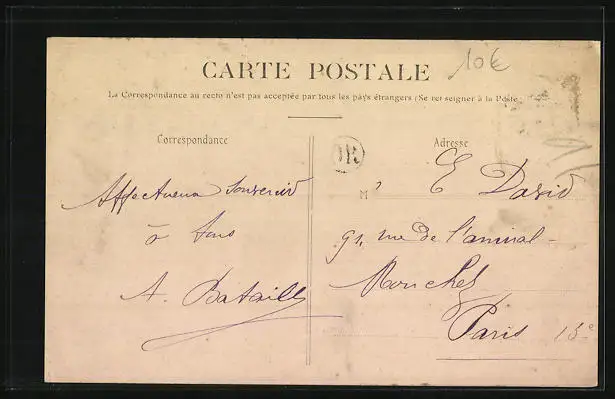 10€
CARTE POSTALE
La Correspondance au recto n'est pas acceptée par tous les pays étrangers (Se renseigner à la Poste
Correspondance
Adresse
OR
Affectueux Souvenir
à tous
A. Bataille
M
E David
91, rue de l'amiral-
Mouchez
Paris 13e